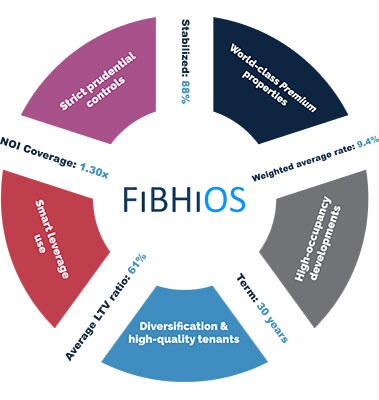 Stabilized: 88%
World-class Premium
properties
Weighted average rate: 9.4%
High-occupancy
developments
Term: 30 years
Diversification &
high-quality tenants
Average LTV ratio: 61%
Smart leverage
use
NOI Coverage: 1.30x
Strict prudential
controls
FiBHiOS